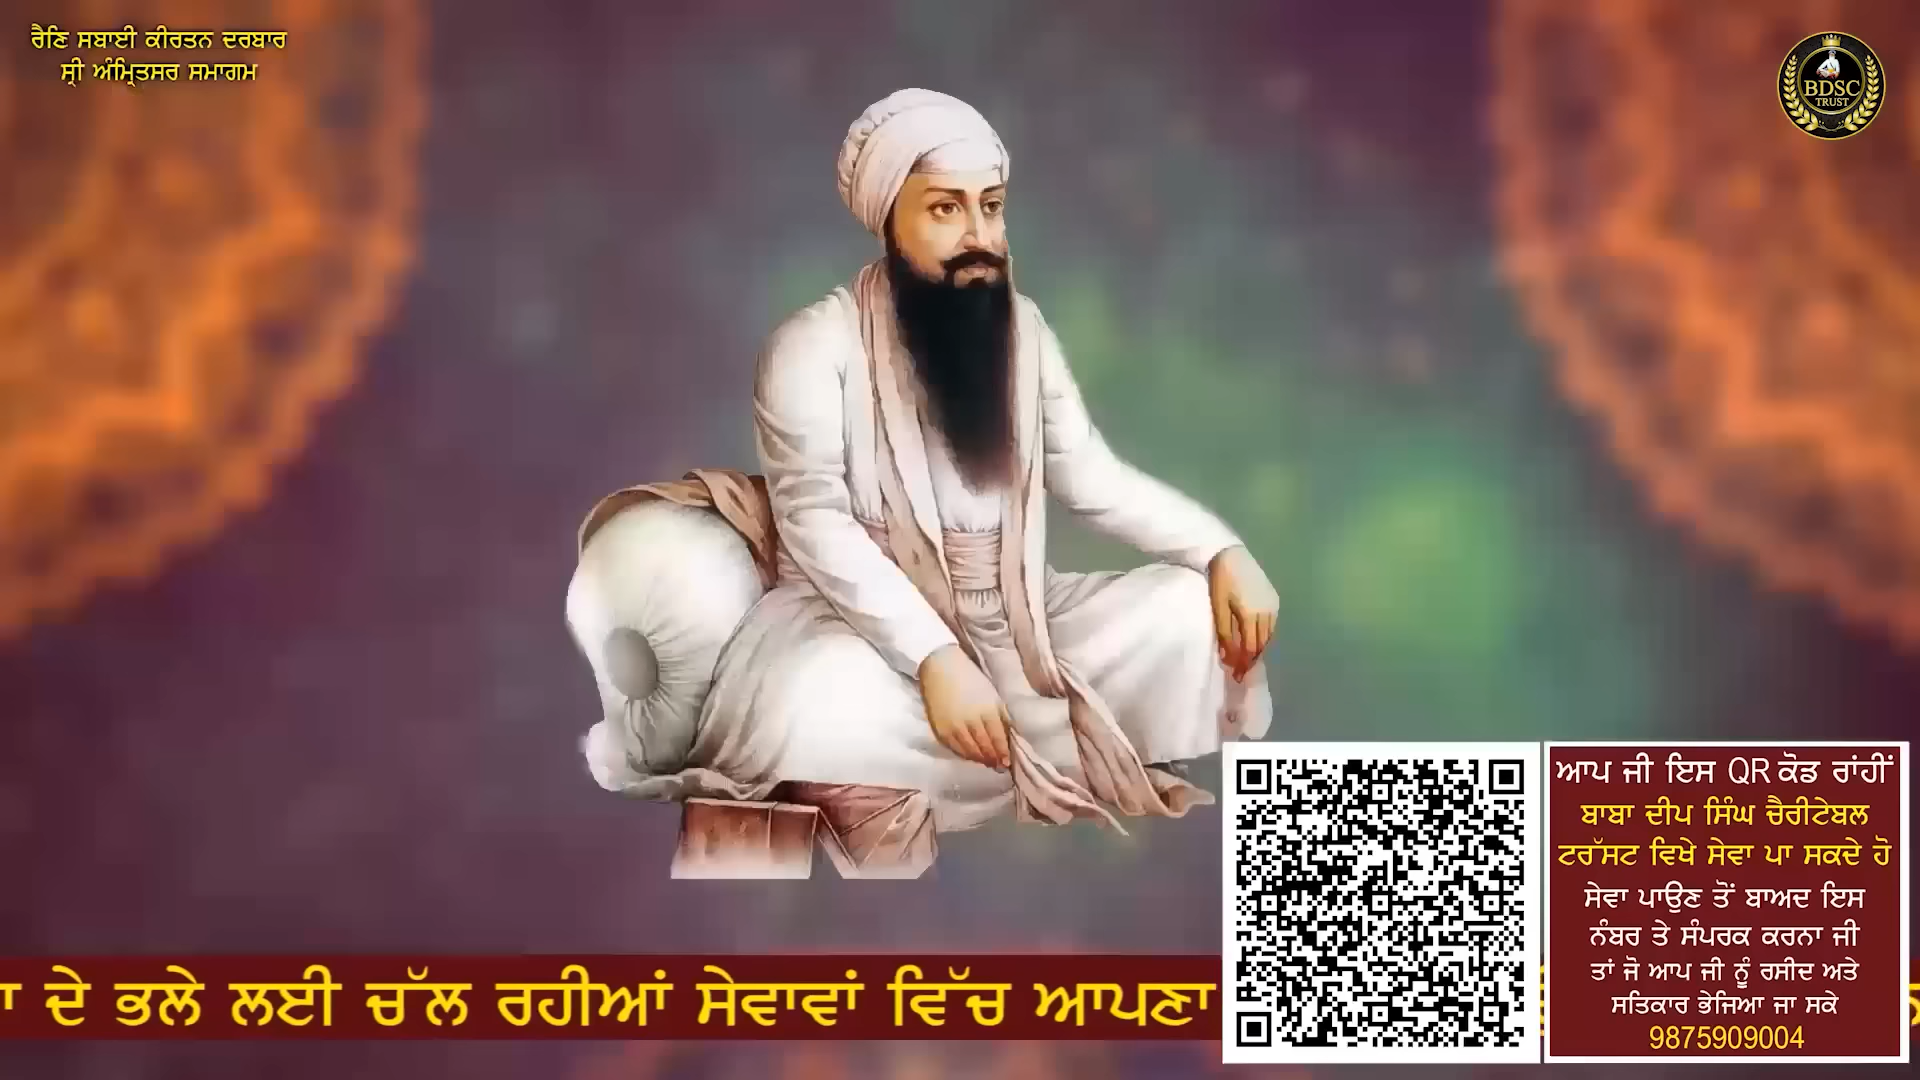 ਰੈਣਿ ਸਬਾਈ ਕੀਰਤਨ ਦਰਬਾਰ
ਸ੍ਰੀ ਅੰਮ੍ਰਿਤਸਰ ਸਮਾਗਮ
BDSC
TRUST
ਆਪ ਜੀ ਇਸ QR ਕੋਡ ਰਾਂਹੀਂ
ਬਾਬਾ ਦੀਪ ਸਿੰਘ ਚੈਰੀਟੇਬਲ
ਟਰੱਸਟ ਵਿਖੇ ਸੇਵਾ ਪਾ ਸਕਦੇ ਹੋ
ਸੇਵਾ ਪਾਉਣ ਤੋਂ ਬਾਅਦ ਇਸ
ਨੰਬਰ ਤੇ ਸੰਪਰਕ ਕਰਨਾ ਜੀ
ਤਾਂ ਜੋ ਆਪ ਜੀ ਨੂੰ ਰਸੀਦ ਅਤੇ
ਸਤਿਕਾਰ ਭੇਜਿਆ ਜਾ ਸਕੇ
9875909004
ਦੇ ਭਲੇ ਲਈ ਚੱਲ ਰਹੀਆਂ ਸੇਵਾਵਾਂ ਵਿੱਚ ਆਪਣਾ